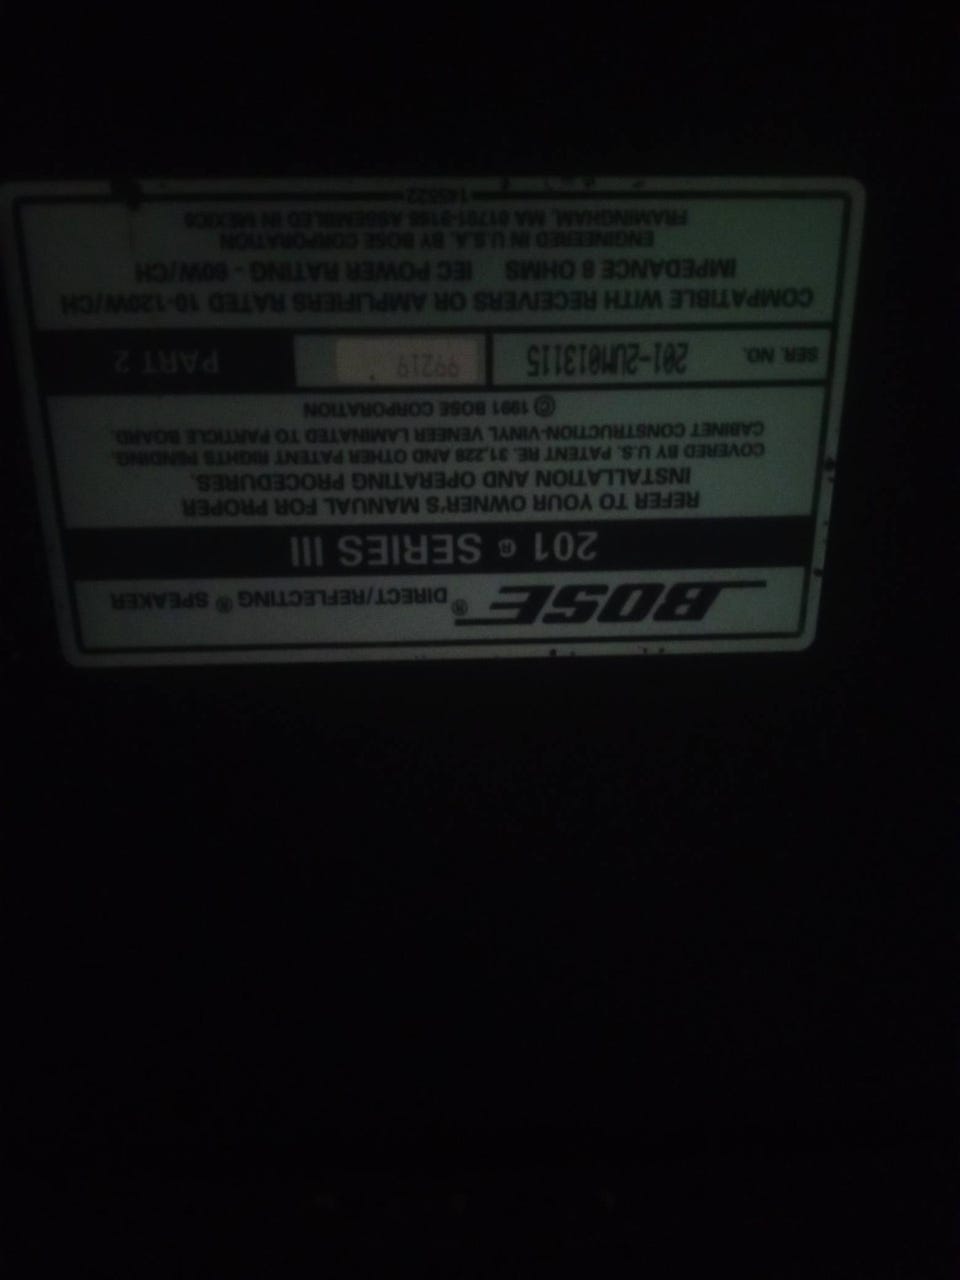 BOSE® DIRECT/REFLECTING® SPEAKER
201 ® SERIES III
REFER TO YOUR OWNER'S MANUAL FOR PROPER
INSTALLATION AND OPERATING PROCEDURES.
COVERED BY U.S. PATENT RE. 31,228 AND OTHER PATENT RIGHTS PENDING.
CABINET CONSTRUCTION-VINYL VENEER LAMINATED TO PARTICLE BOARD.
© 1991 BOSE CORPORATION
SER. NO. 201-2UM013115 99219 PART 2
COMPATIBLE WITH RECEIVERS OR AMPLIFIERS RATED 10-120W/CH
IMPEDANCE 8 OHMS IEC POWER RATING - 60W/CH
ENGINEERED IN U.S.A. BY BOSE CORPORATION
FRAMINGHAM, MA 01701-9168 ASSEMBLED IN MEXICO
145522